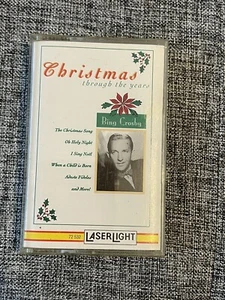 Christmas
through the years
Bing Crosby
The Christmas Song
Oh Holy Night
I Sing Noël
When a Child is Born
Adeste Fideles
and More!
LASERLIGHT